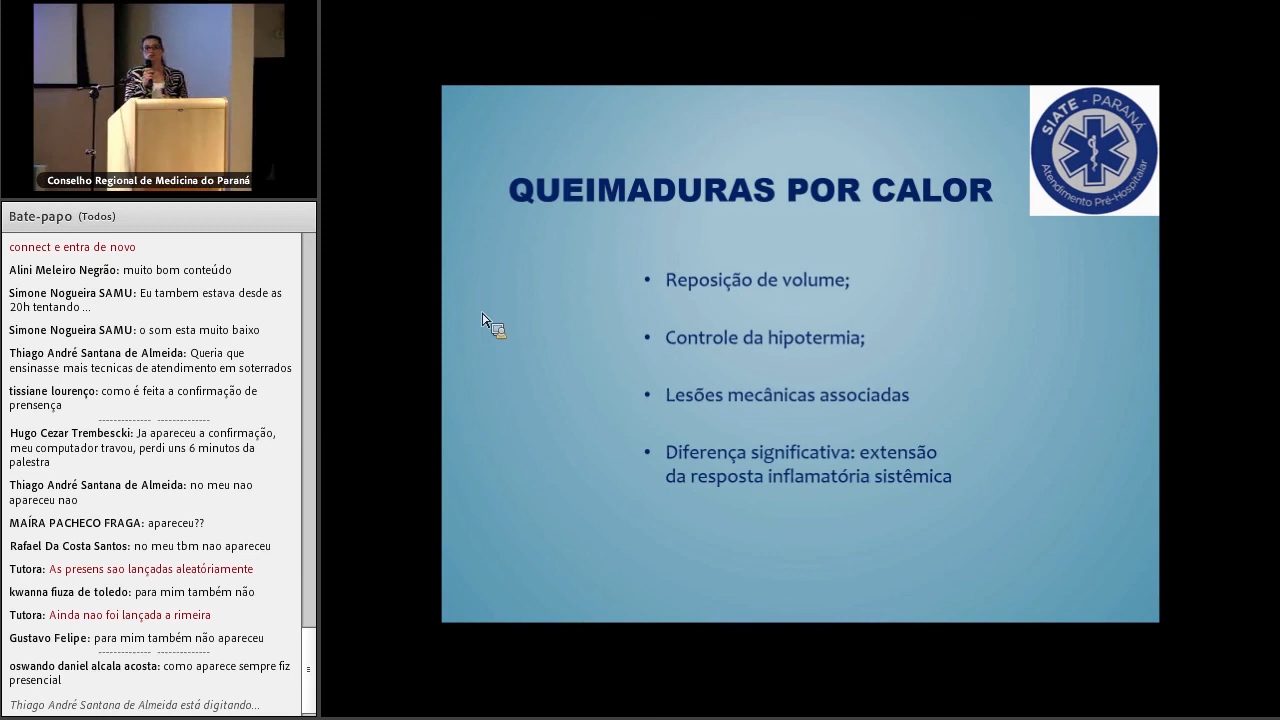 Conselho Regional de Medicina do Paraná
Bate-papo (Todos)
connect e entra de novo
Alini Meleiro Negrão: muito bom conteúdo
Simone Nogueira SAMU: Eu tambem estava desde as
20h tentando ...
Simone Nogueira SAMU: o som esta muito baixo
Thiago André Santana de Almeida: Queria que
ensinasse mais tecnicas de atendimento em soterrados
tissiane lourenço: como é feita a confirmação de
prensença
Hugo Cezar Trembescki: Ja apareceu a confirmação,
meu computador travou, perdi uns 6 minutos da
palestra
Thiago André Santana de Almeida: no meu nao
apareceu nao
MAÍRA PACHECO FRAGA: apareceu??
Rafael Da Costa Santos: no meu tbm nao apareceu
Tutora: As presens sao lançadas aleatóriamente
kwanna fiuza de toledo: para mim também não
Tutora: Ainda nao foi lançada a rimeira
Gustavo Felipe: para mim também não apareceu
oswando daniel alcala acosta: como aparece sempre fiz
presencial
Thiago André Santana de Almeida está digitando...
SIATE - PARANÁ
Atendimento Pré-Hospitalar
QUEIMADURAS POR CALOR
• Reposição de volume;
• Controle da hipotermia;
• Lesões mecânicas associadas
• Diferença significativa: extensão
da resposta inflamatória sistêmica